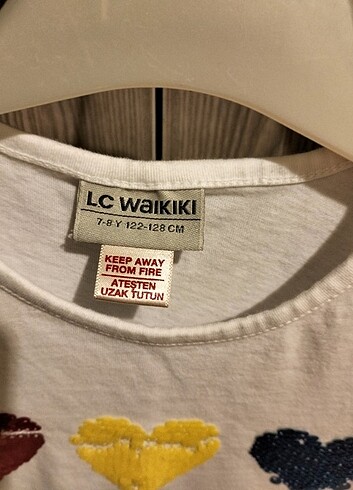 LC WAIKIKI
7-8 Y 122-128 CM
KEEP AWAY
FROM FIRE
ATEŞTEN
UZAK TUTUN